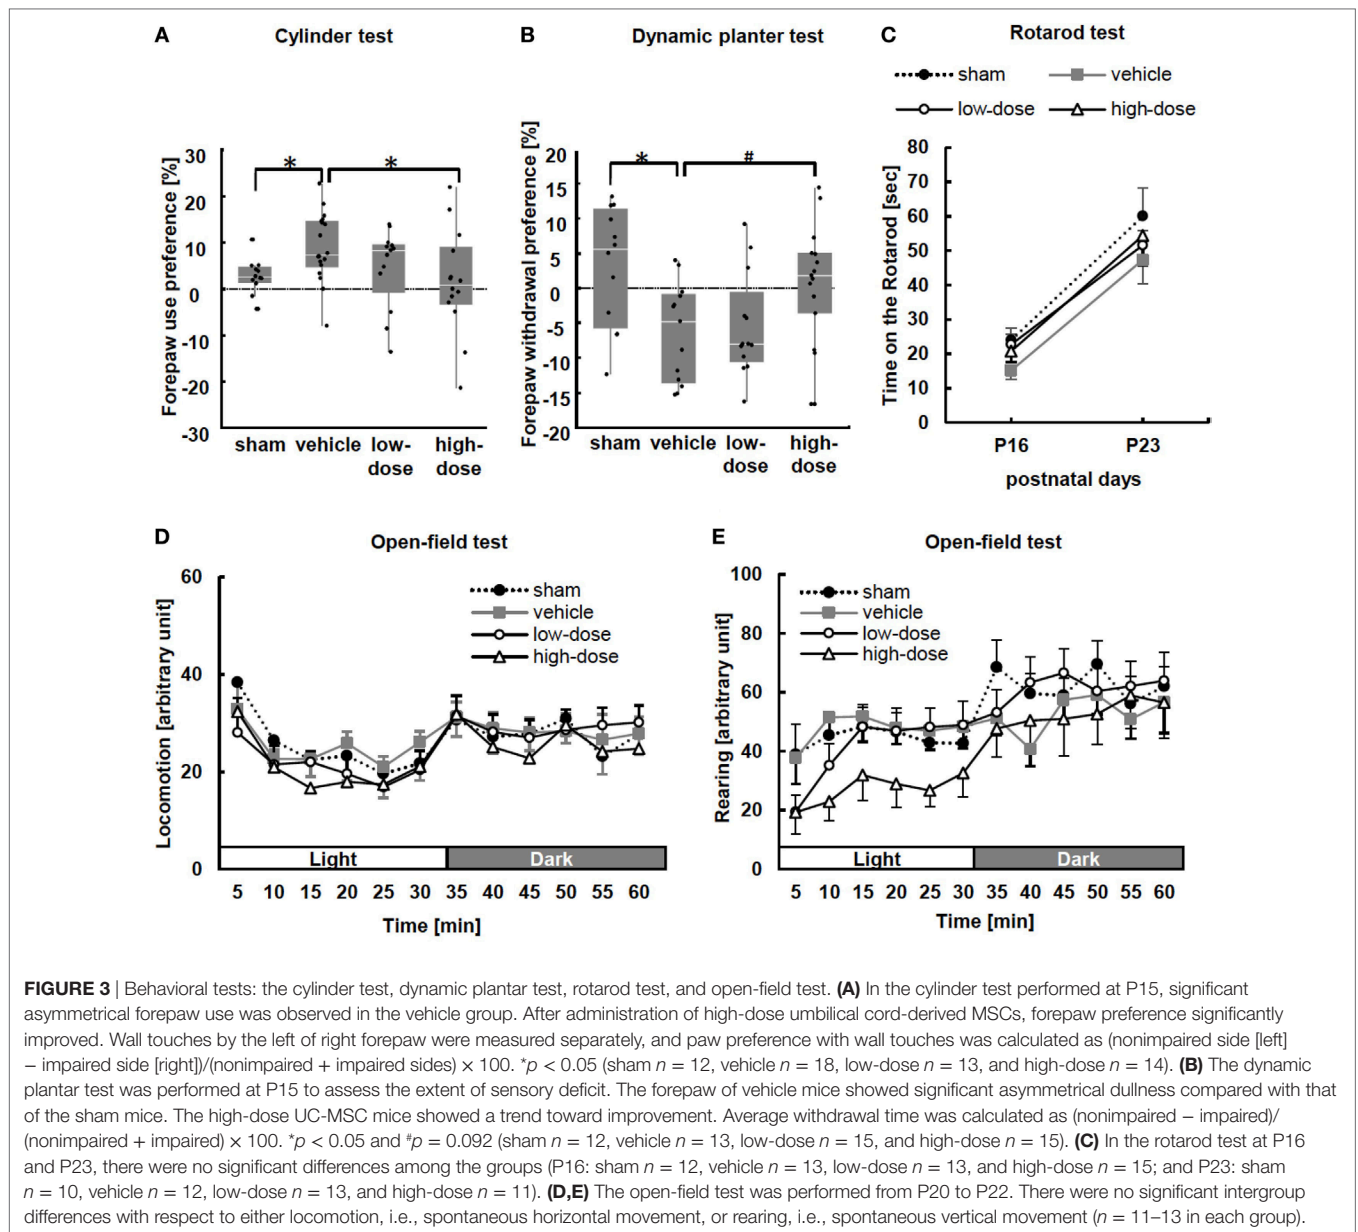 A
Cylinder test
Forepaw use preference [%]
30
20
10
0
-10
-20
-30
*
*
sham
vehicle
low-
dose
high-
dose
B
Dynamic planter test
Forepaw withdrawal preference [%]
20
15
10
5
0
-5
-10
-15
-20
*
#
sham
vehicle
low-
dose
high-
dose
C
Rotarod test
sham
vehicle
low-dose
high-dose
Time on the Rotarod [sec]
80
70
60
50
40
30
20
10
0
P16
P23
postnatal days
D
Open-field test
sham
vehicle
low-dose
high-dose
Locomotion [arbitrary unit]
60
40
20
0
Light
Dark
5 10 15 20 25 30 35 40 45 50 55 60
Time [min]
E
Open-field test
sham
vehicle
low-dose
high-dose
Rearing [arbitrary unit]
100
80
60
40
20
0
Light
Dark
5 10 15 20 25 30 35 40 45 50 55 60
Time [min]
FIGURE 3 | Behavioral tests: the cylinder test, dynamic plantar test, rotarod test, and open-field test. (A) In the cylinder test performed at P15, significant
asymmetrical forepaw use was observed in the vehicle group. After administration of high-dose umbilical cord-derived MSCs, forepaw preference significantly
improved. Wall touches by the left of right forepaw were measured separately, and paw preference with wall touches was calculated as (nonimpaired side [left]
− impaired side [right])/(nonimpaired + impaired sides) × 100. *p < 0.05 (sham n = 12, vehicle n = 18, low-dose n = 13, and high-dose n = 14). (B) The dynamic
plantar test was performed at P15 to assess the extent of sensory deficit. The forepaw of vehicle mice showed significant asymmetrical dullness compared with that
of the sham mice. The high-dose UC-MSC mice showed a trend toward improvement. Average withdrawal time was calculated as (nonimpaired − impaired)/
(nonimpaired + impaired) × 100. *p < 0.05 and #p = 0.092 (sham n = 12, vehicle n = 13, low-dose n = 15, and high-dose n = 15). (C) In the rotarod test at P16
and P23, there were no significant differences among the groups (P16: sham n = 12, vehicle n = 13, low-dose n = 13, and high-dose n = 15; and P23: sham
n = 10, vehicle n = 12, low-dose n = 13, and high-dose n = 11). (D,E) The open-field test was performed from P20 to P22. There were no significant intergroup
differences with respect to either locomotion, i.e., spontaneous horizontal movement, or rearing, i.e., spontaneous vertical movement (n = 11–13 in each group).